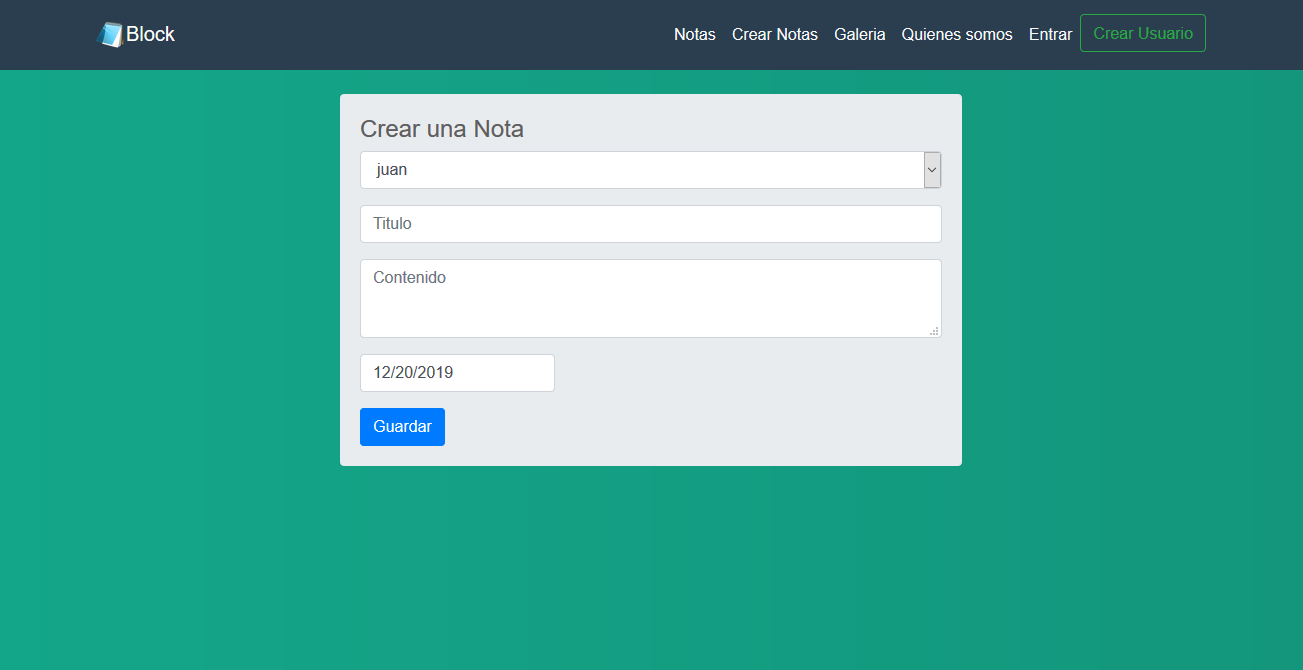 Block Notas Crear Notas Galeria Quienes somos Entrar Crear Usuario
Crear una Nota
juan
Titulo
Contenido
12/20/2019
Guardar